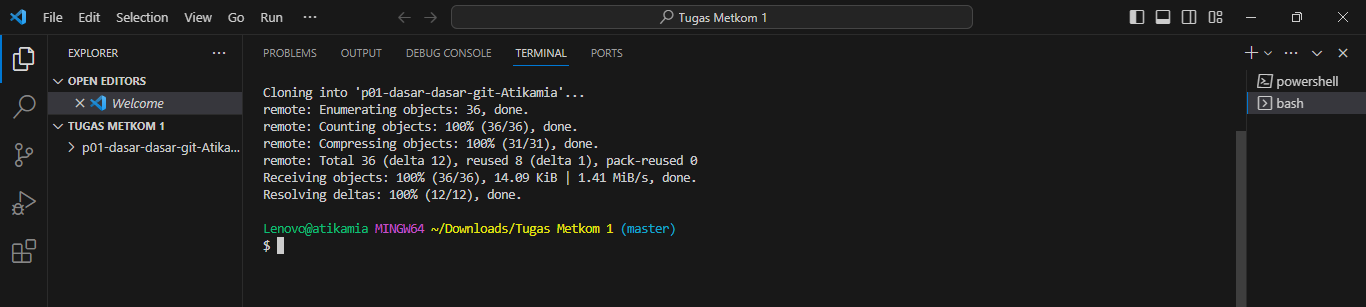 File Edit Selection View Go Run ··· Tugas Metkom 1
EXPLORER ···
OPEN EDITORS
Welcome
TUGAS METKOM 1
p01-dasar-dasar-git-Atika...
PROBLEMS OUTPUT DEBUG CONSOLE TERMINAL PORTS
Cloning into 'p01-dasar-dasar-git-Atikamia'...
remote: Enumerating objects: 36, done.
remote: Counting objects: 100% (36/36), done.
remote: Compressing objects: 100% (31/31), done.
remote: Total 36 (delta 12), reused 8 (delta 1), pack-reused 0
Receiving objects: 100% (36/36), 14.09 KiB | 1.41 MiB/s, done.
Resolving deltas: 100% (12/12), done.
Lenovo@atikamia MINGW64 ~/Downloads/Tugas Metkom 1 (master)
$
powershell
bash